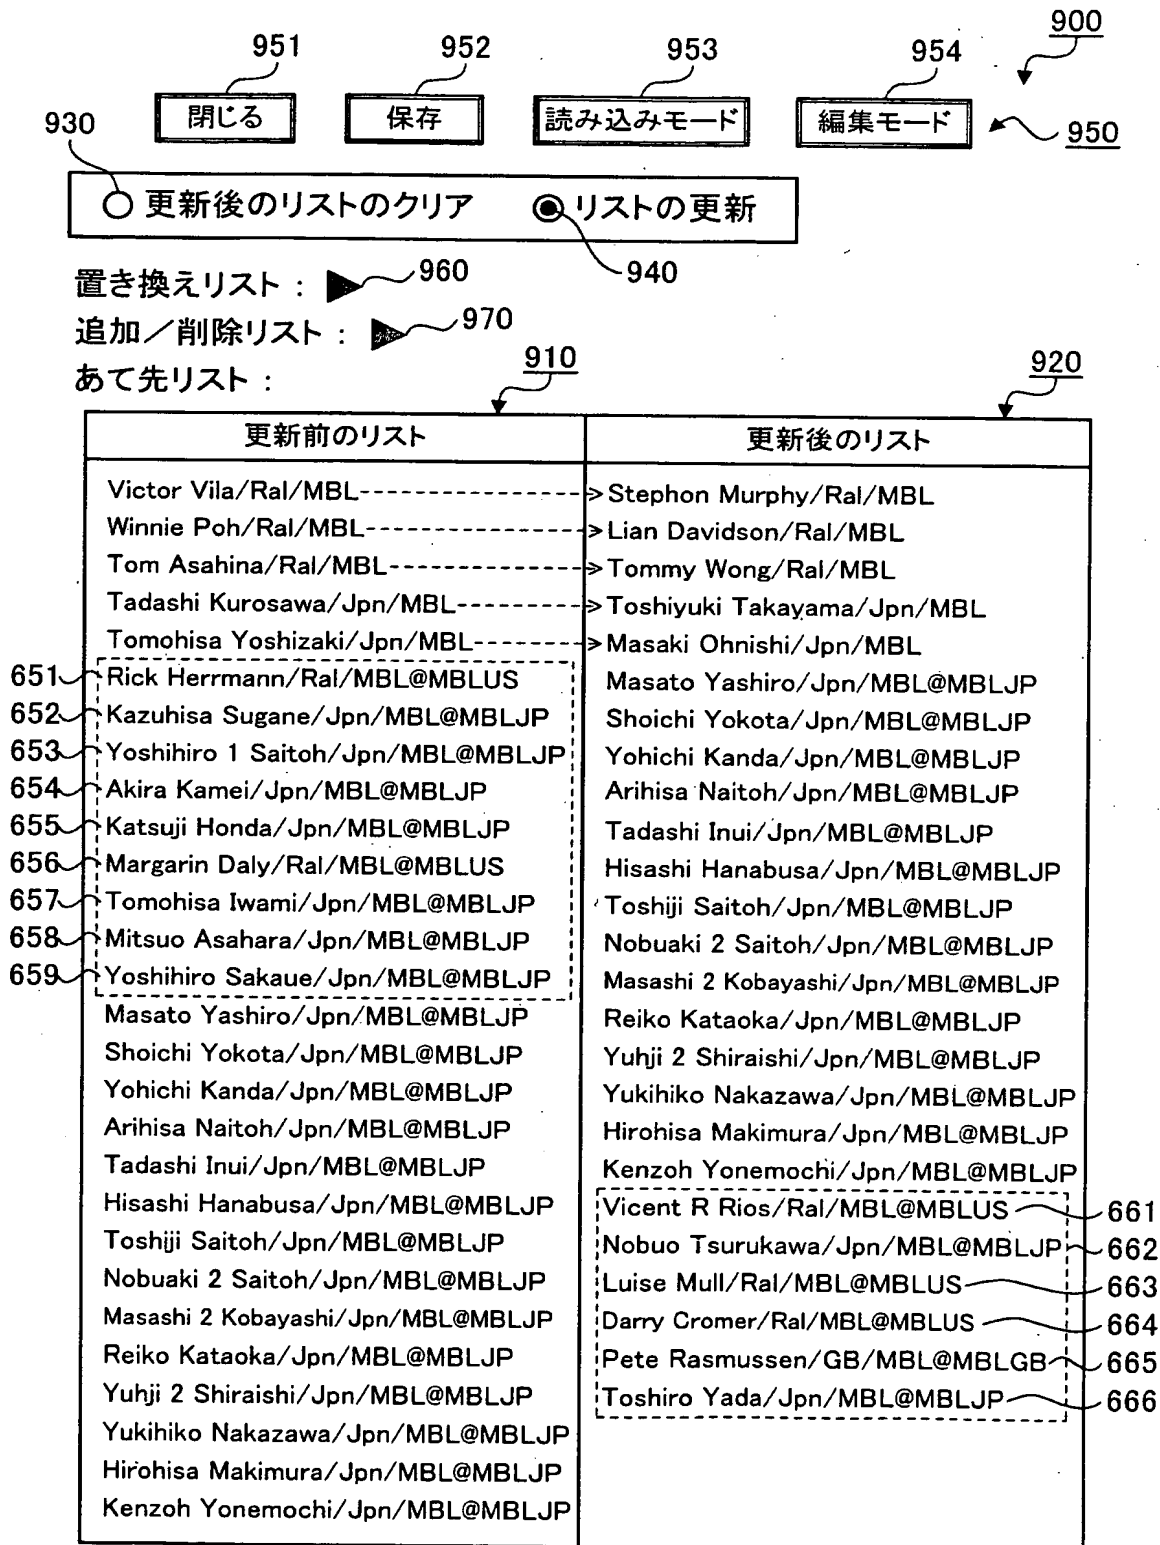 900
951 952 953 954
閉じる 保存 読み込みモード 編集モード
950
930
更新後のリストのクリア リストの更新
940
置き換えリスト : 960
追加/削除リスト : 970
あて先リスト :
910 920
更新前のリスト 更新後のリスト
Victor Vila/Ral/MBL Stephon Murphy/Ral/MBL
Winnie Poh/Ral/MBL Lian Davidson/Ral/MBL
Tom Asahina/Ral/MBL Tommy Wong/Ral/MBL
Tadashi Kurosawa/Jpn/MBL Toshiyuki Takayama/Jpn/MBL
Tomohisa Yoshizaki/Jpn/MBL Masaki Ohnishi/Jpn/MBL
651 Rick Herrmann/Ral/MBL@MBLUS Masato Yashiro/Jpn/MBL@MBLJP
652 Kazuhisa Sugane/Jpn/MBL@MBLJP Shoichi Yokota/Jpn/MBL@MBLJP
653 Yoshihiro 1 Saitoh/Jpn/MBL@MBLJP Yohichi Kanda/Jpn/MBL@MBLJP
654 Akira Kamei/Jpn/MBL@MBLJP Arihisa Naitoh/Jpn/MBL@MBLJP
655 Katsuji Honda/Jpn/MBL@MBLJP Tadashi Inui/Jpn/MBL@MBLJP
656 Margarin Daly/Ral/MBL@MBLUS Hisashi Hanabusa/Jpn/MBL@MBLJP
657 Tomohisa Iwami/Jpn/MBL@MBLJP Toshiji Saitoh/Jpn/MBL@MBLJP
658 Mitsuo Asahara/Jpn/MBL@MBLJP Nobuaki 2 Saitoh/Jpn/MBL@MBLJP
659 Yoshihiro Sakaue/Jpn/MBL@MBLJP Masashi 2 Kobayashi/Jpn/MBL@MBLJP
Masato Yashiro/Jpn/MBL@MBLJP Reiko Kataoka/Jpn/MBL@MBLJP
Shoichi Yokota/Jpn/MBL@MBLJP Yuhji 2 Shiraishi/Jpn/MBL@MBLJP
Yohichi Kanda/Jpn/MBL@MBLJP Yukihiko Nakazawa/Jpn/MBL@MBLJP
Arihisa Naitoh/Jpn/MBL@MBLJP Hirohisa Makimura/Jpn/MBL@MBLJP
Tadashi Inui/Jpn/MBL@MBLJP Kenzoh Yonemochi/Jpn/MBL@MBLJP
Hisashi Hanabusa/Jpn/MBL@MBLJP Vicent R Rios/Ral/MBL@MBLUS 661
Toshiji Saitoh/Jpn/MBL@MBLJP Nobuo Tsurukawa/Jpn/MBL@MBLJP 662
Nobuaki 2 Saitoh/Jpn/MBL@MBLJP Luise Mull/Ral/MBL@MBLUS 663
Masashi 2 Kobayashi/Jpn/MBL@MBLJP Darry Cromer/Ral/MBL@MBLUS 664
Reiko Kataoka/Jpn/MBL@MBLJP Pete Rasmussen/GB/MBL@MBLGB 665
Yuhji 2 Shiraishi/Jpn/MBL@MBLJP Toshiro Yada/Jpn/MBL@MBLJP 666
Yukihiko Nakazawa/Jpn/MBL@MBLJP
Hirohisa Makimura/Jpn/MBL@MBLJP
Kenzoh Yonemochi/Jpn/MBL@MBLJP